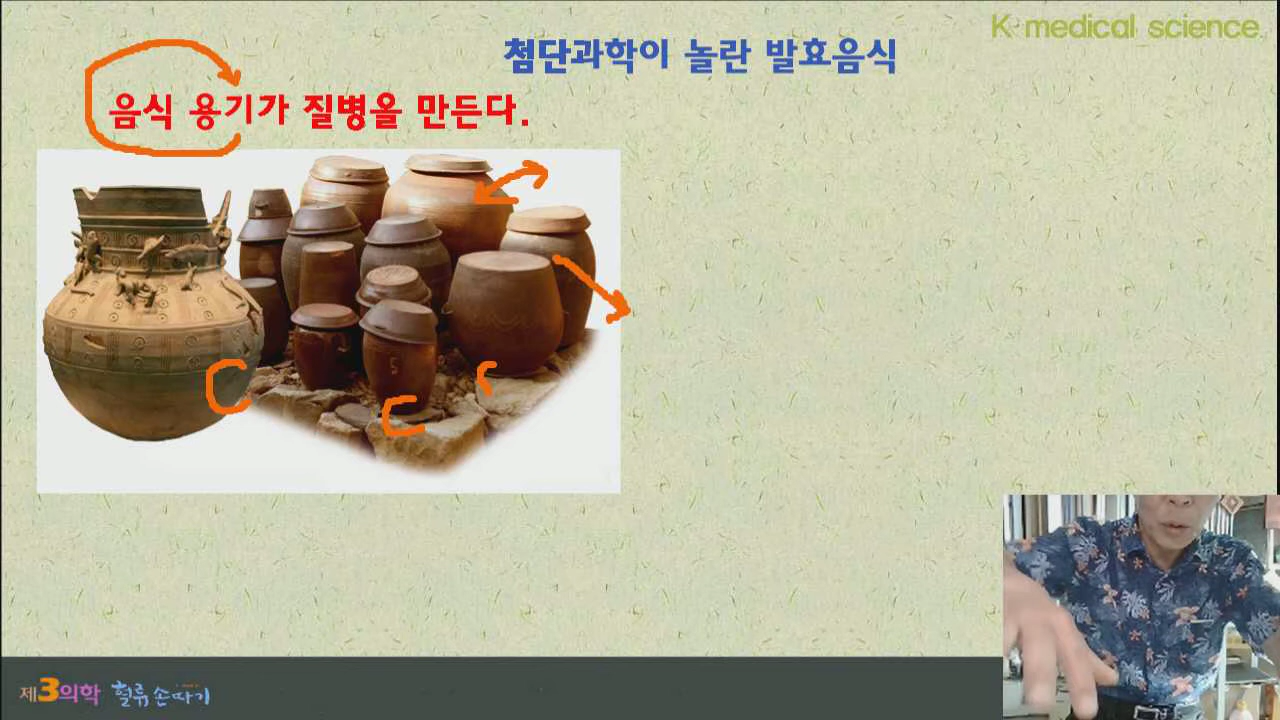 K medical science
첨단과학이 놀란 발효음식
음식 용기가 질병을 만든다.
제3의학 혈류 손따기